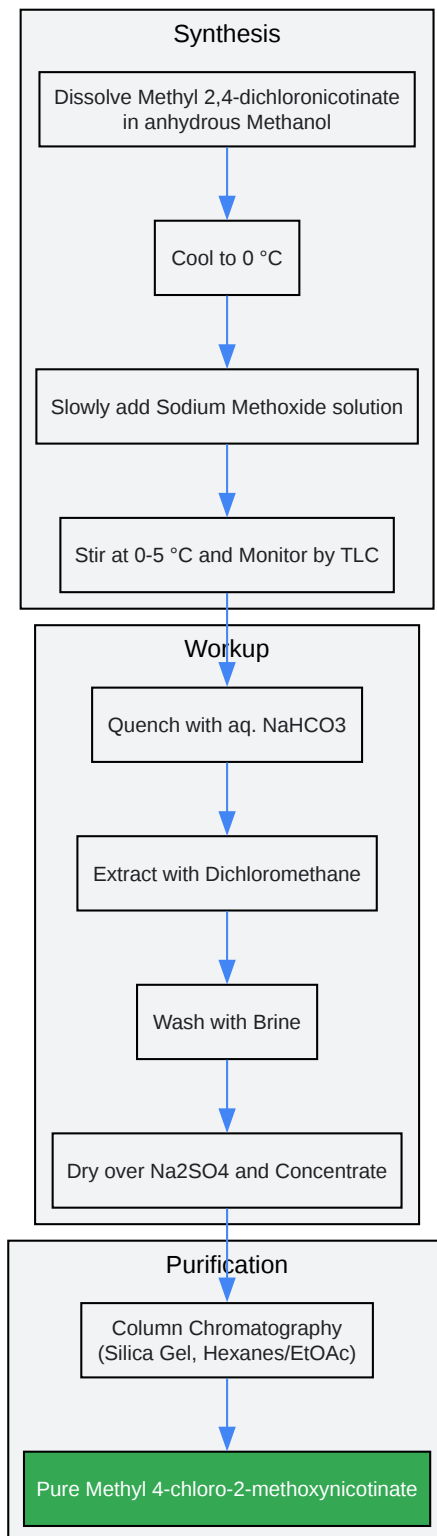 Synthesis
Dissolve Methyl 2,4-dichloronicotinate
in anhydrous Methanol
Cool to 0 °C
Slowly add Sodium Methoxide solution
Stir at 0-5 °C and Monitor by TLC
Workup
Quench with aq. NaHCO3
Extract with Dichloromethane
Wash with Brine
Dry over Na2SO4 and Concentrate
Purification
Column Chromatography
(Silica Gel, Hexanes/EtOAc)
Pure Methyl 4-chloro-2-methoxynicotinate